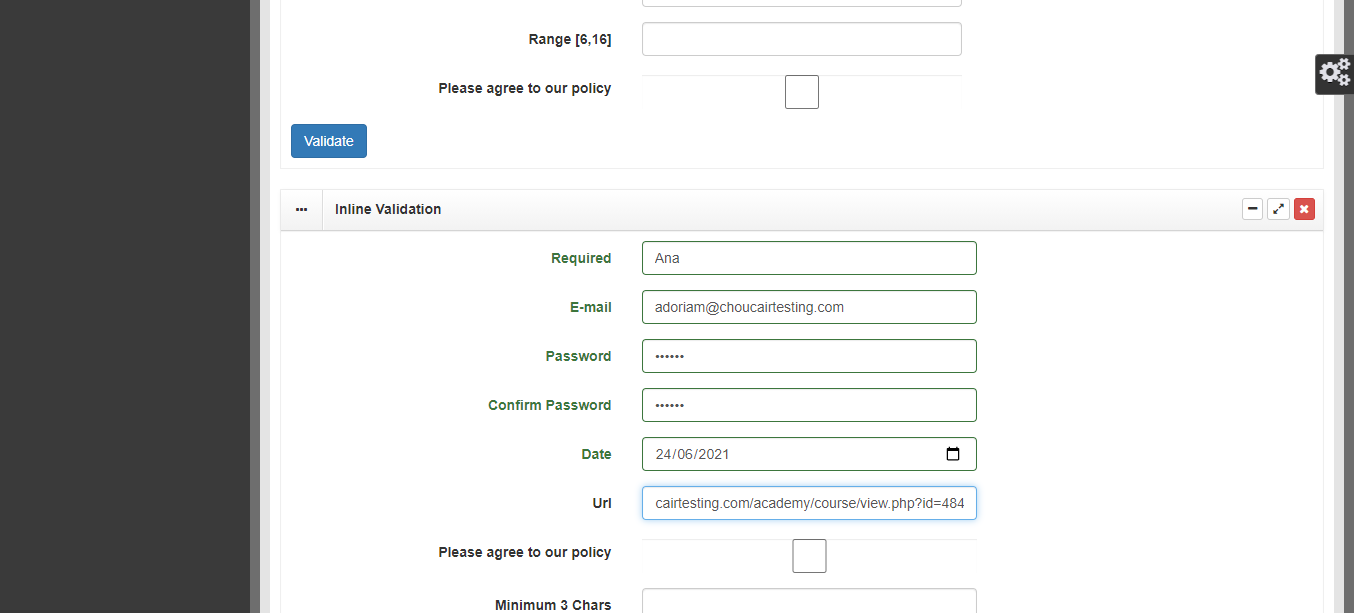 Range [6,16]
Please agree to our policy
Validate
Inline Validation
Required Ana
E-mail adoriam@choucairtesting.com
Password ••••••
Confirm Password ••••••
Date 24/06/2021
Url cairtesting.com/academy/course/view.php?id=484
Please agree to our policy
Minimum 3 Chars